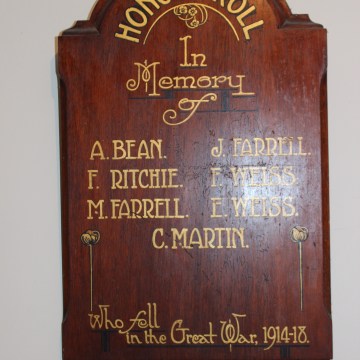 HONOUR ROLL
In
Memory
of
A. BEAN. J. FARRELL.
F. RITCHIE. F. WEISS.
M. FARRELL. E. WEISS.
C. MARTIN.
Who fell
in the Great War, 1914-18.